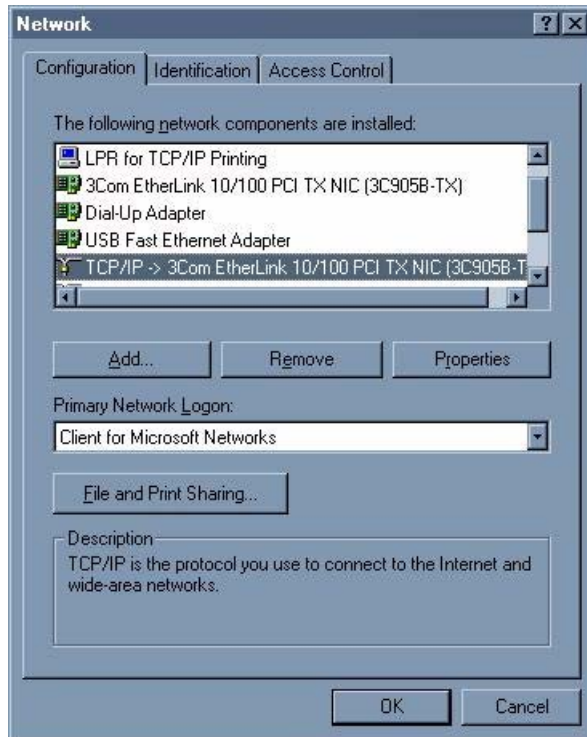 Network
Configuration Identification Access Control
The following network components are installed:
LPR for TCP/IP Printing
3Com EtherLink 10/100 PCI TX NIC (3C905B-TX)
Dial-Up Adapter
USB Fast Ethernet Adapter
TCP/IP -> 3Com EtherLink 10/100 PCI TX NIC (3C905B-T
Add... Remove Properties
Primary Network Logon:
Client for Microsoft Networks
File and Print Sharing...
Description
TCP/IP is the protocol you use to connect to the Internet and
wide-area networks.
OK Cancel